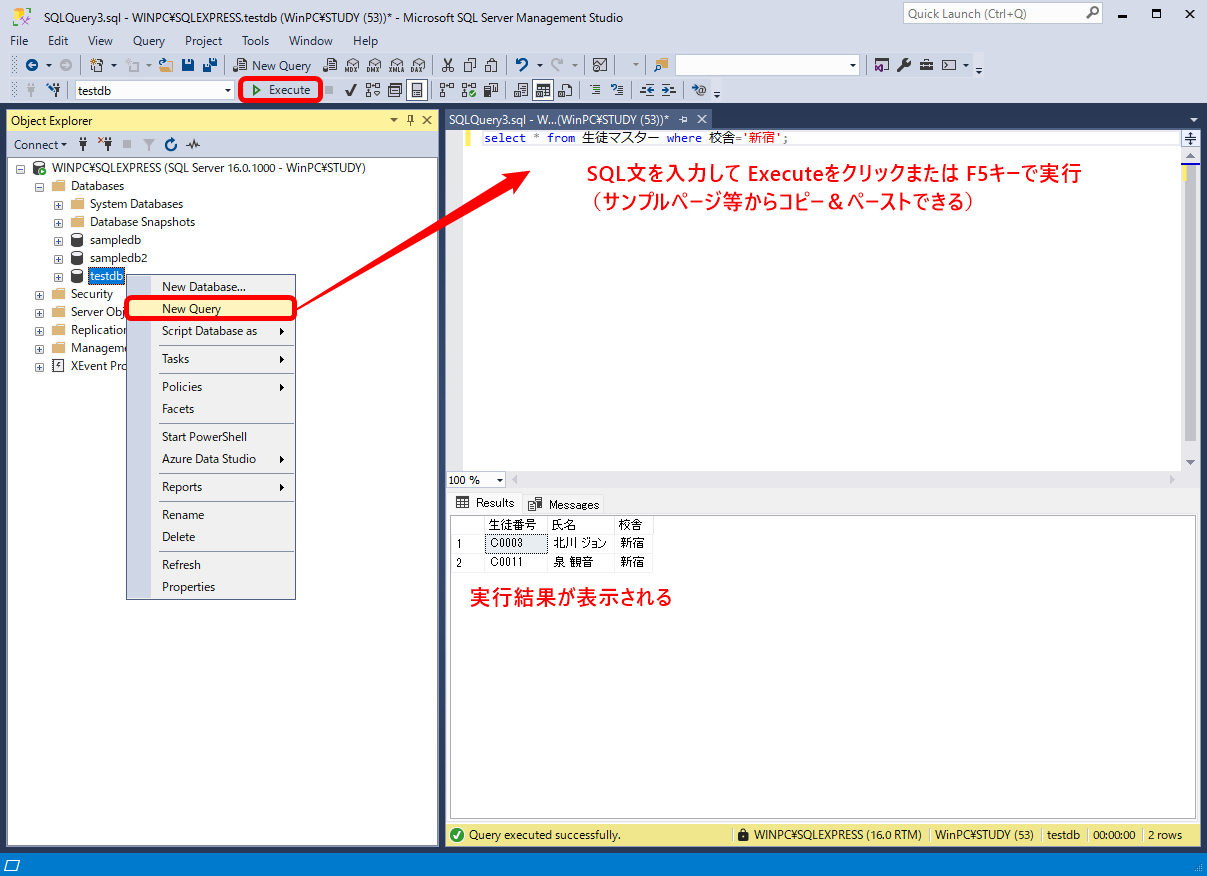 SQLQuery3.sql - WINPC¥SQLEXPRESS.testdb (WinPC¥STUDY (53))* - Microsoft SQL Server Management Studio
Quick Launch (Ctrl+Q)
File Edit View Query Project Tools Window Help
New Query MDX DMX XMLA DAX
testdb Execute
Object Explorer
Connect
WINPC¥SQLEXPRESS (SQL Server 16.0.1000 - WinPC¥STUDY)
Databases
System Databases
Database Snapshots
sampledb
sampledb2
testdb
Security
Server Obj
Replication
Manageme
XEvent Pro
New Database...
New Query
Script Database as
Tasks
Policies
Facets
Start PowerShell
Azure Data Studio
Reports
Rename
Delete
Refresh
Properties
SQLQuery3.sql - W...(WinPC¥STUDY (53))*
select * from 生徒マスター where 校舎='新宿';
SQL文を入力して Executeをクリックまたは F5キーで実行
（サンプルページ等からコピー＆ペーストできる）
100 %
Results Messages
生徒番号 氏名 校舎
1 C0003 北川 ジョン 新宿
2 C0011 泉 観音 新宿
実行結果が表示される
Query executed successfully.
WINPC¥SQLEXPRESS (16.0 RTM) WinPC¥STUDY (53) testdb 00:00:00 2 rows